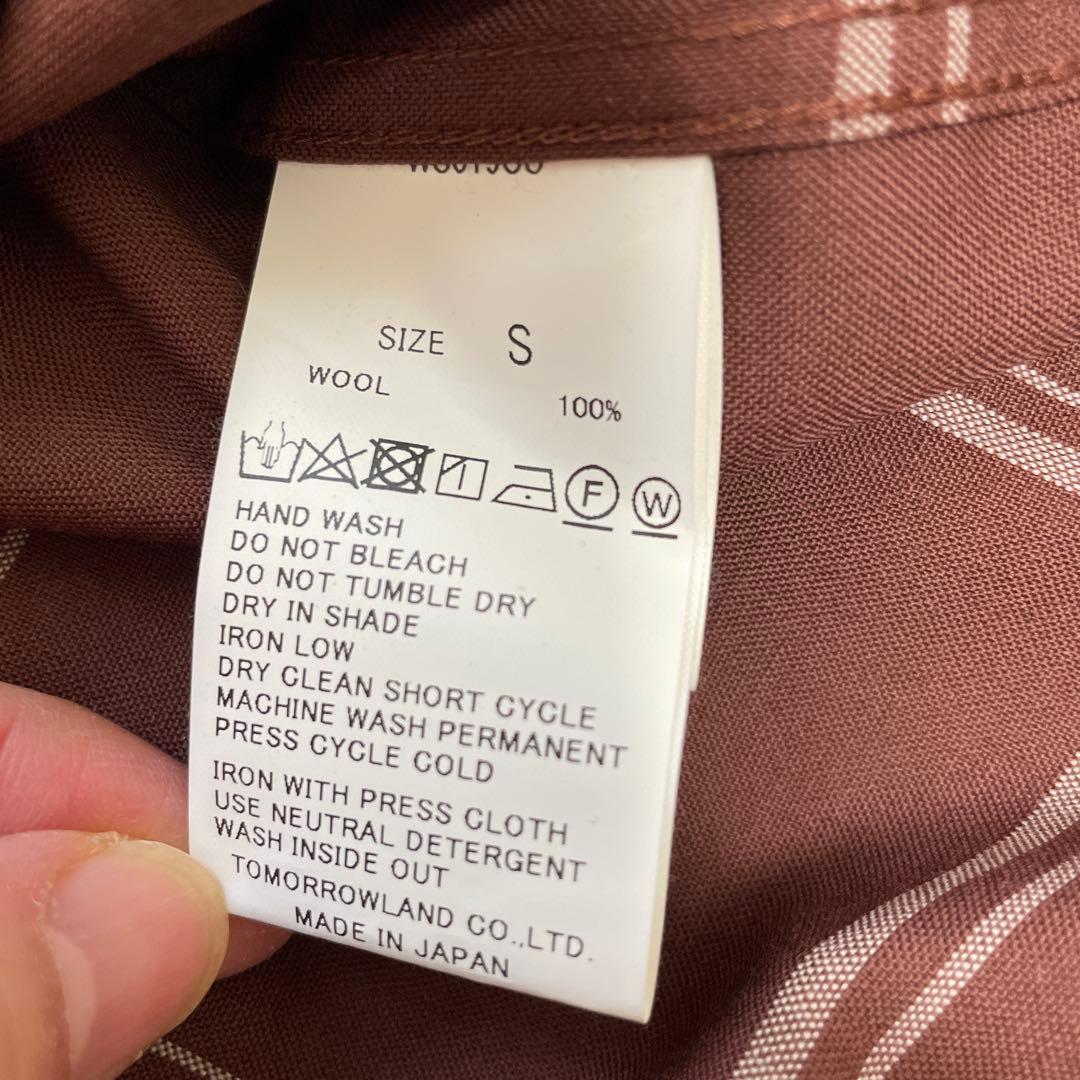 SIZE S
WOOL 100%
F W
HAND WASH
DO NOT BLEACH
DO NOT TUMBLE DRY
DRY IN SHADE
IRON LOW
DRY CLEAN SHORT CYCLE
MACHINE WASH PERMANENT
PRESS CYCLE COLD
IRON WITH PRESS CLOTH
USE NEUTRAL DETERGENT
WASH INSIDE OUT
TOMORROWLAND CO.,LTD.
MADE IN JAPAN